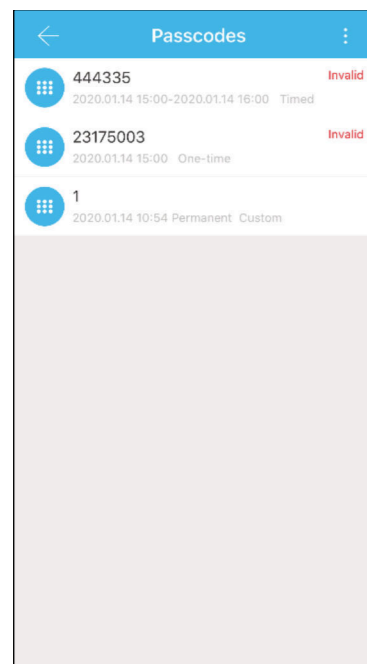 Passcodes
444335 Invalid
2020.01.14 15:00-2020.01.14 16:00 Timed
23175003 Invalid
2020.01.14 15:00 One-time
1
2020.01.14 10:54 Permanent Custom